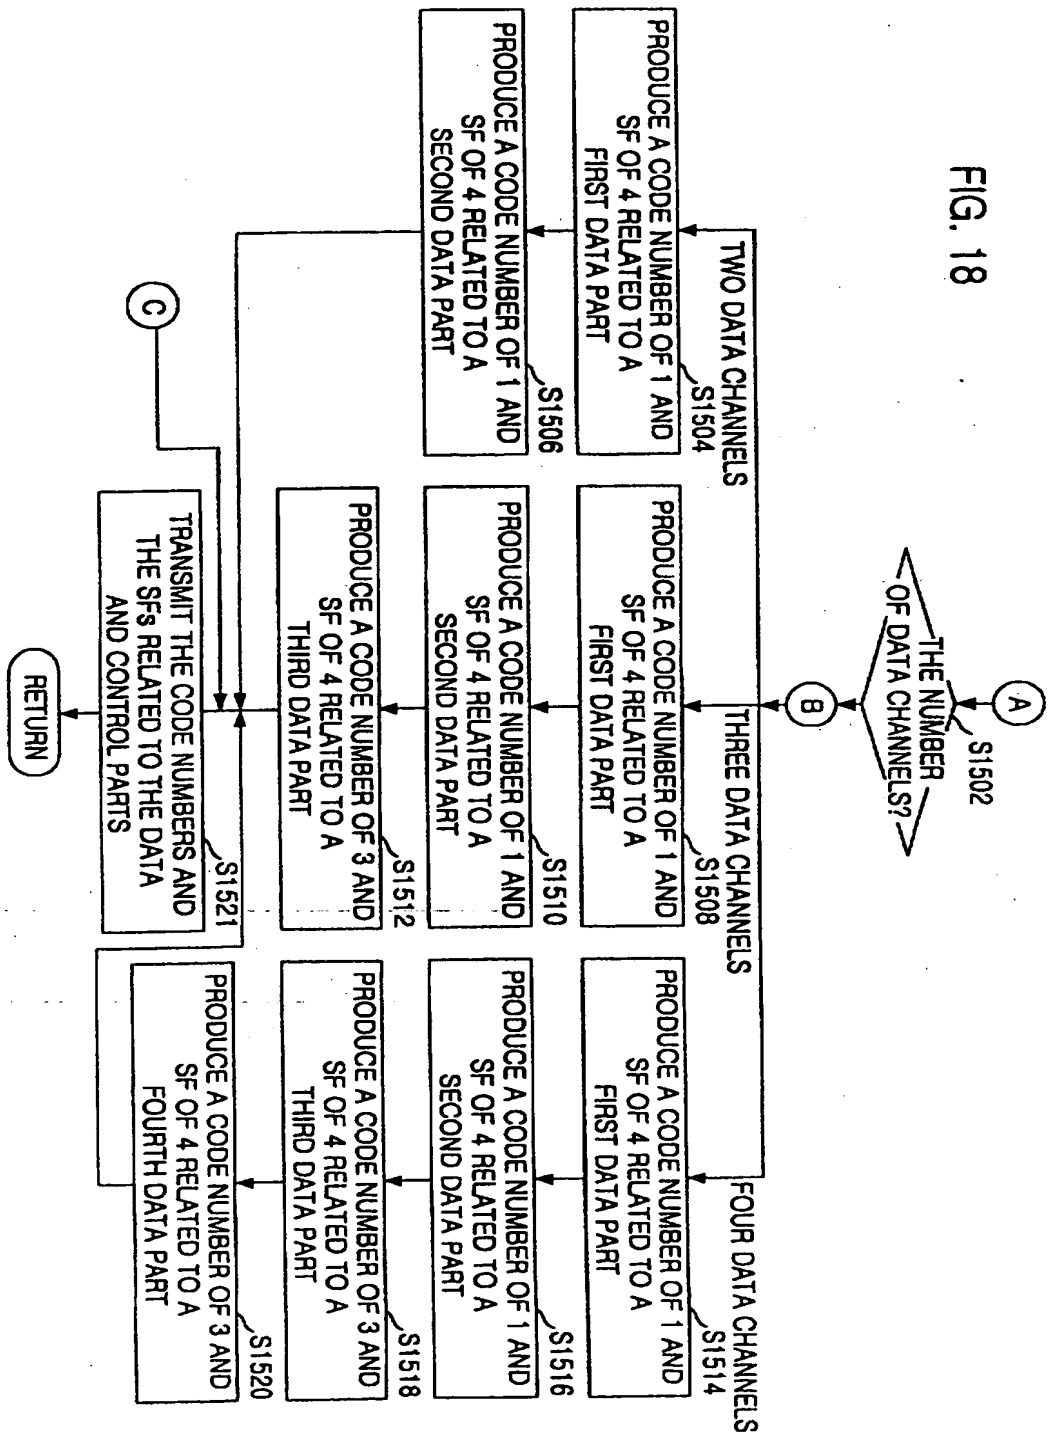 FIG. 18
A
S1502
THE NUMBER
OF DATA CHANNELS?
B
TWO DATA CHANNELS
THREE DATA CHANNELS
FOUR DATA CHANNELS
S1504
PRODUCE A CODE NUMBER OF 1 AND
SF OF 4 RELATED TO A
FIRST DATA PART
S1506
PRODUCE A CODE NUMBER OF 1 AND
SF OF 4 RELATED TO A
SECOND DATA PART
S1508
PRODUCE A CODE NUMBER OF 1 AND
SF OF 4 RELATED TO A
FIRST DATA PART
S1510
PRODUCE A CODE NUMBER OF 1 AND
SF OF 4 RELATED TO A
SECOND DATA PART
S1512
PRODUCE A CODE NUMBER OF 3 AND
SF OF 4 RELATED TO A
THIRD DATA PART
S1514
PRODUCE A CODE NUMBER OF 1 AND
SF OF 4 RELATED TO A
FIRST DATA PART
S1516
PRODUCE A CODE NUMBER OF 1 AND
SF OF 4 RELATED TO A
SECOND DATA PART
S1518
PRODUCE A CODE NUMBER OF 3 AND
SF OF 4 RELATED TO A
THIRD DATA PART
S1520
PRODUCE A CODE NUMBER OF 3 AND
SF OF 4 RELATED TO A
FOURTH DATA PART
C
S1521
TRANSMIT THE CODE NUMBERS AND
THE SFs RELATED TO THE DATA
AND CONTROL PARTS
RETURN